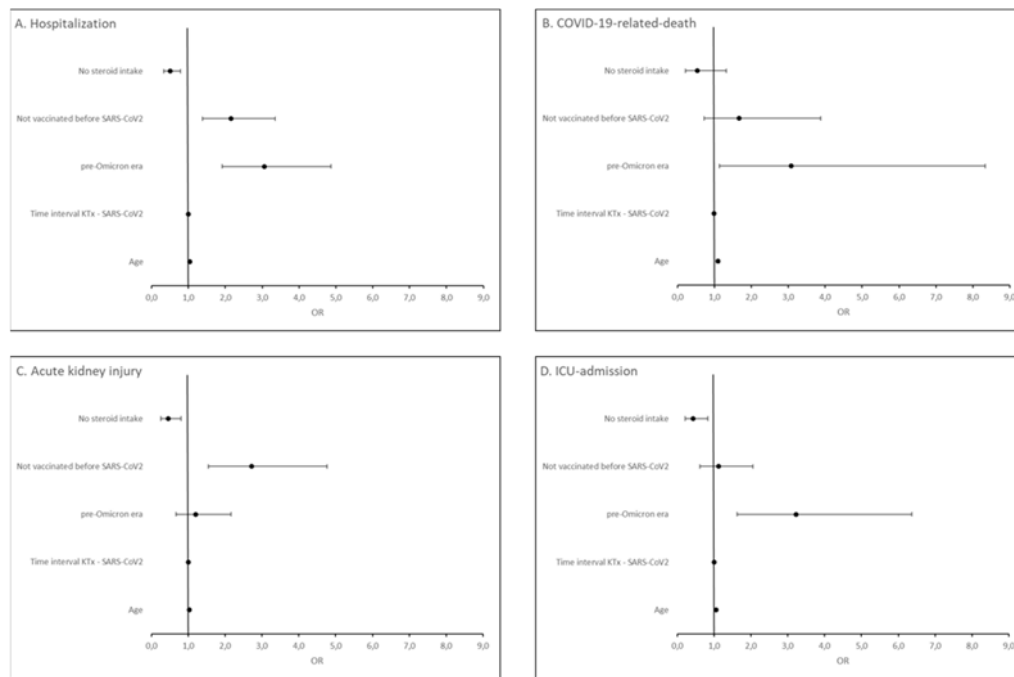 A. Hospitalization
No steroid intake
Not vaccinated before SARS-CoV2
pre-Omicron era
Time interval KTx - SARS-CoV2
Age
0,0 1,0 2,0 3,0 4,0 5,0 6,0 7,0 8,0 9,0
OR
B. COVID-19-related-death
No steroid intake
Not vaccinated before SARS-CoV2
pre-Omicron era
Time interval KTx - SARS-CoV2
Age
0,0 1,0 2,0 3,0 4,0 5,0 6,0 7,0 8,0 9,0
OR
C. Acute kidney injury
No steroid intake
Not vaccinated before SARS-CoV2
pre-Omicron era
Time interval KTx - SARS-CoV2
Age
0,0 1,0 2,0 3,0 4,0 5,0 6,0 7,0 8,0 9,0
OR
D. ICU-admission
No steroid intake
Not vaccinated before SARS-CoV2
pre-Omicron era
Time interval KTx - SARS-CoV2
Age
0,0 1,0 2,0 3,0 4,0 5,0 6,0 7,0 8,0 9,0
OR